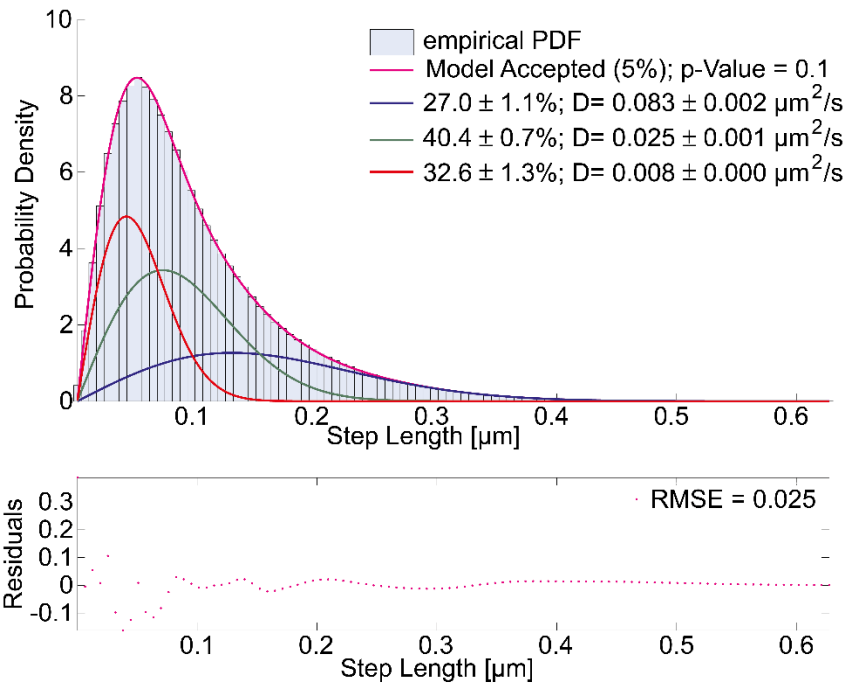 10
8
6
4
2
0
Probability Density
empirical PDF
Model Accepted (5%); p-Value = 0.1
27.0 ± 1.1%; D= 0.083 ± 0.002 µm²/s
40.4 ± 0.7%; D= 0.025 ± 0.001 µm²/s
32.6 ± 1.3%; D= 0.008 ± 0.000 µm²/s
0.1 0.2 0.3 0.4 0.5 0.6
Step Length [µm]
0.3
0.2
0.1
0
-0.1
Residuals
RMSE = 0.025
0.1 0.2 0.3 0.4 0.5 0.6
Step Length [µm]